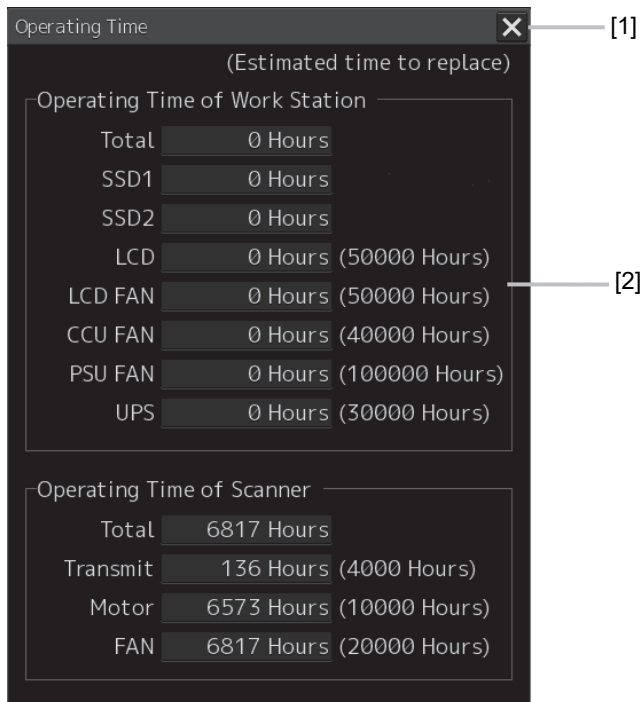 Operating Time
[1]
(Estimated time to replace)
Operating Time of Work Station
Total 0 Hours
SSD1 0 Hours
SSD2 0 Hours
LCD 0 Hours (50000 Hours)
[2]
LCD FAN 0 Hours (50000 Hours)
CCU FAN 0 Hours (40000 Hours)
PSU FAN 0 Hours (100000 Hours)
UPS 0 Hours (30000 Hours)
Operating Time of Scanner
Total 6817 Hours
Transmit 136 Hours (4000 Hours)
Motor 6573 Hours (10000 Hours)
FAN 6817 Hours (20000 Hours)